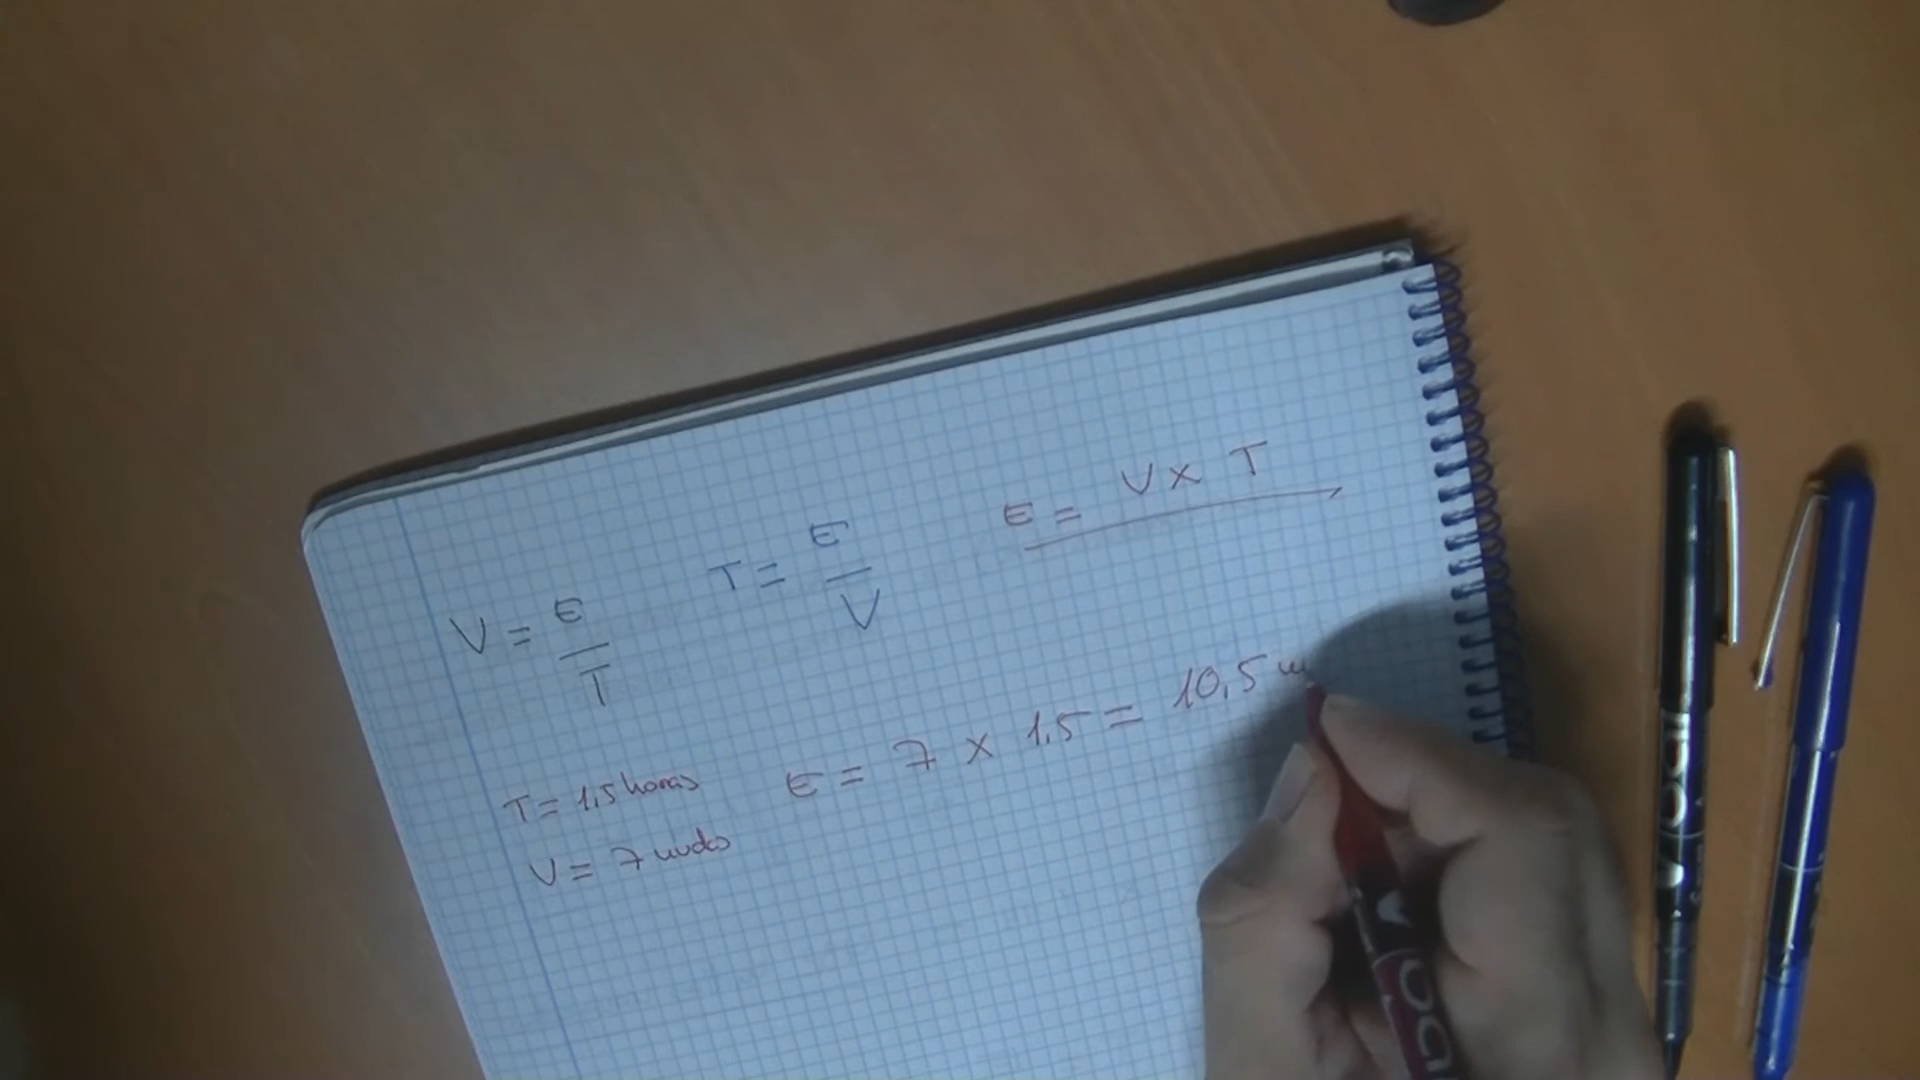 V = E/T
T = E/V
E = V x T
T = 1,5 horas
V = 7 nudos
E = 7 x 1,5 = 10,5 m